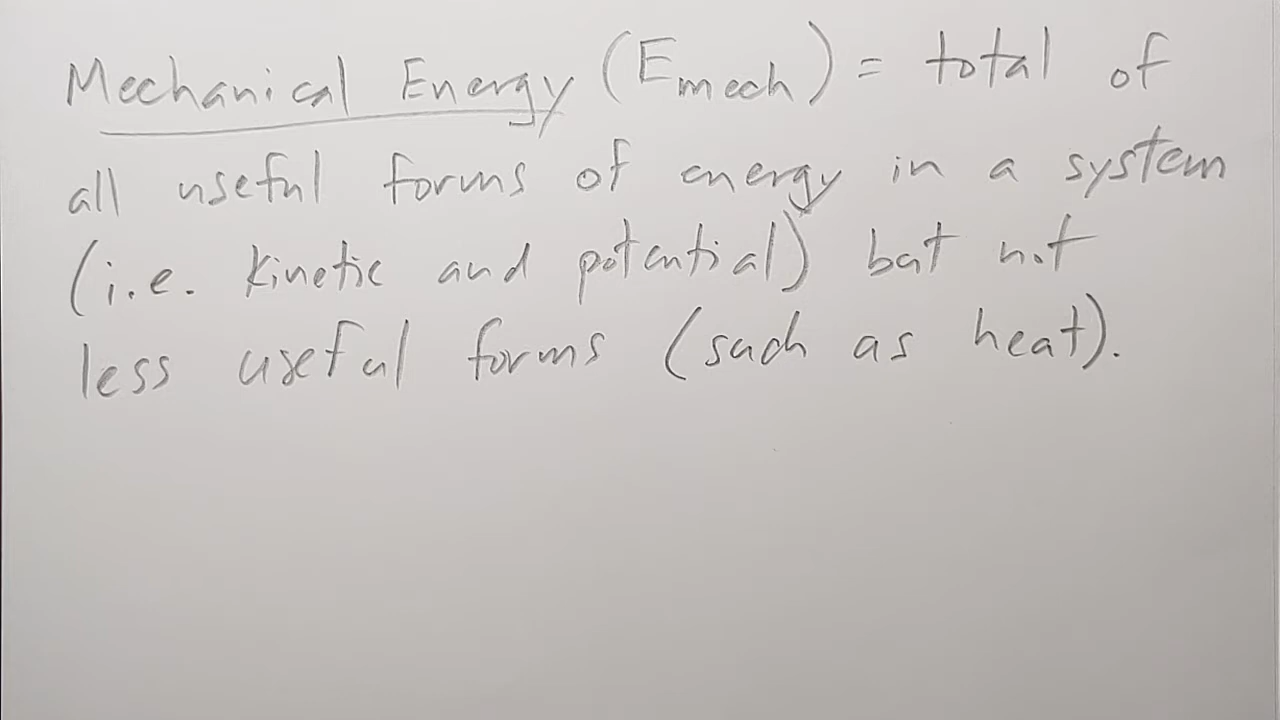 Mechanical Energy (Emech) = total of
all useful forms of energy in a system
(i.e. kinetic and potential) but not
less useful forms (such as heat).